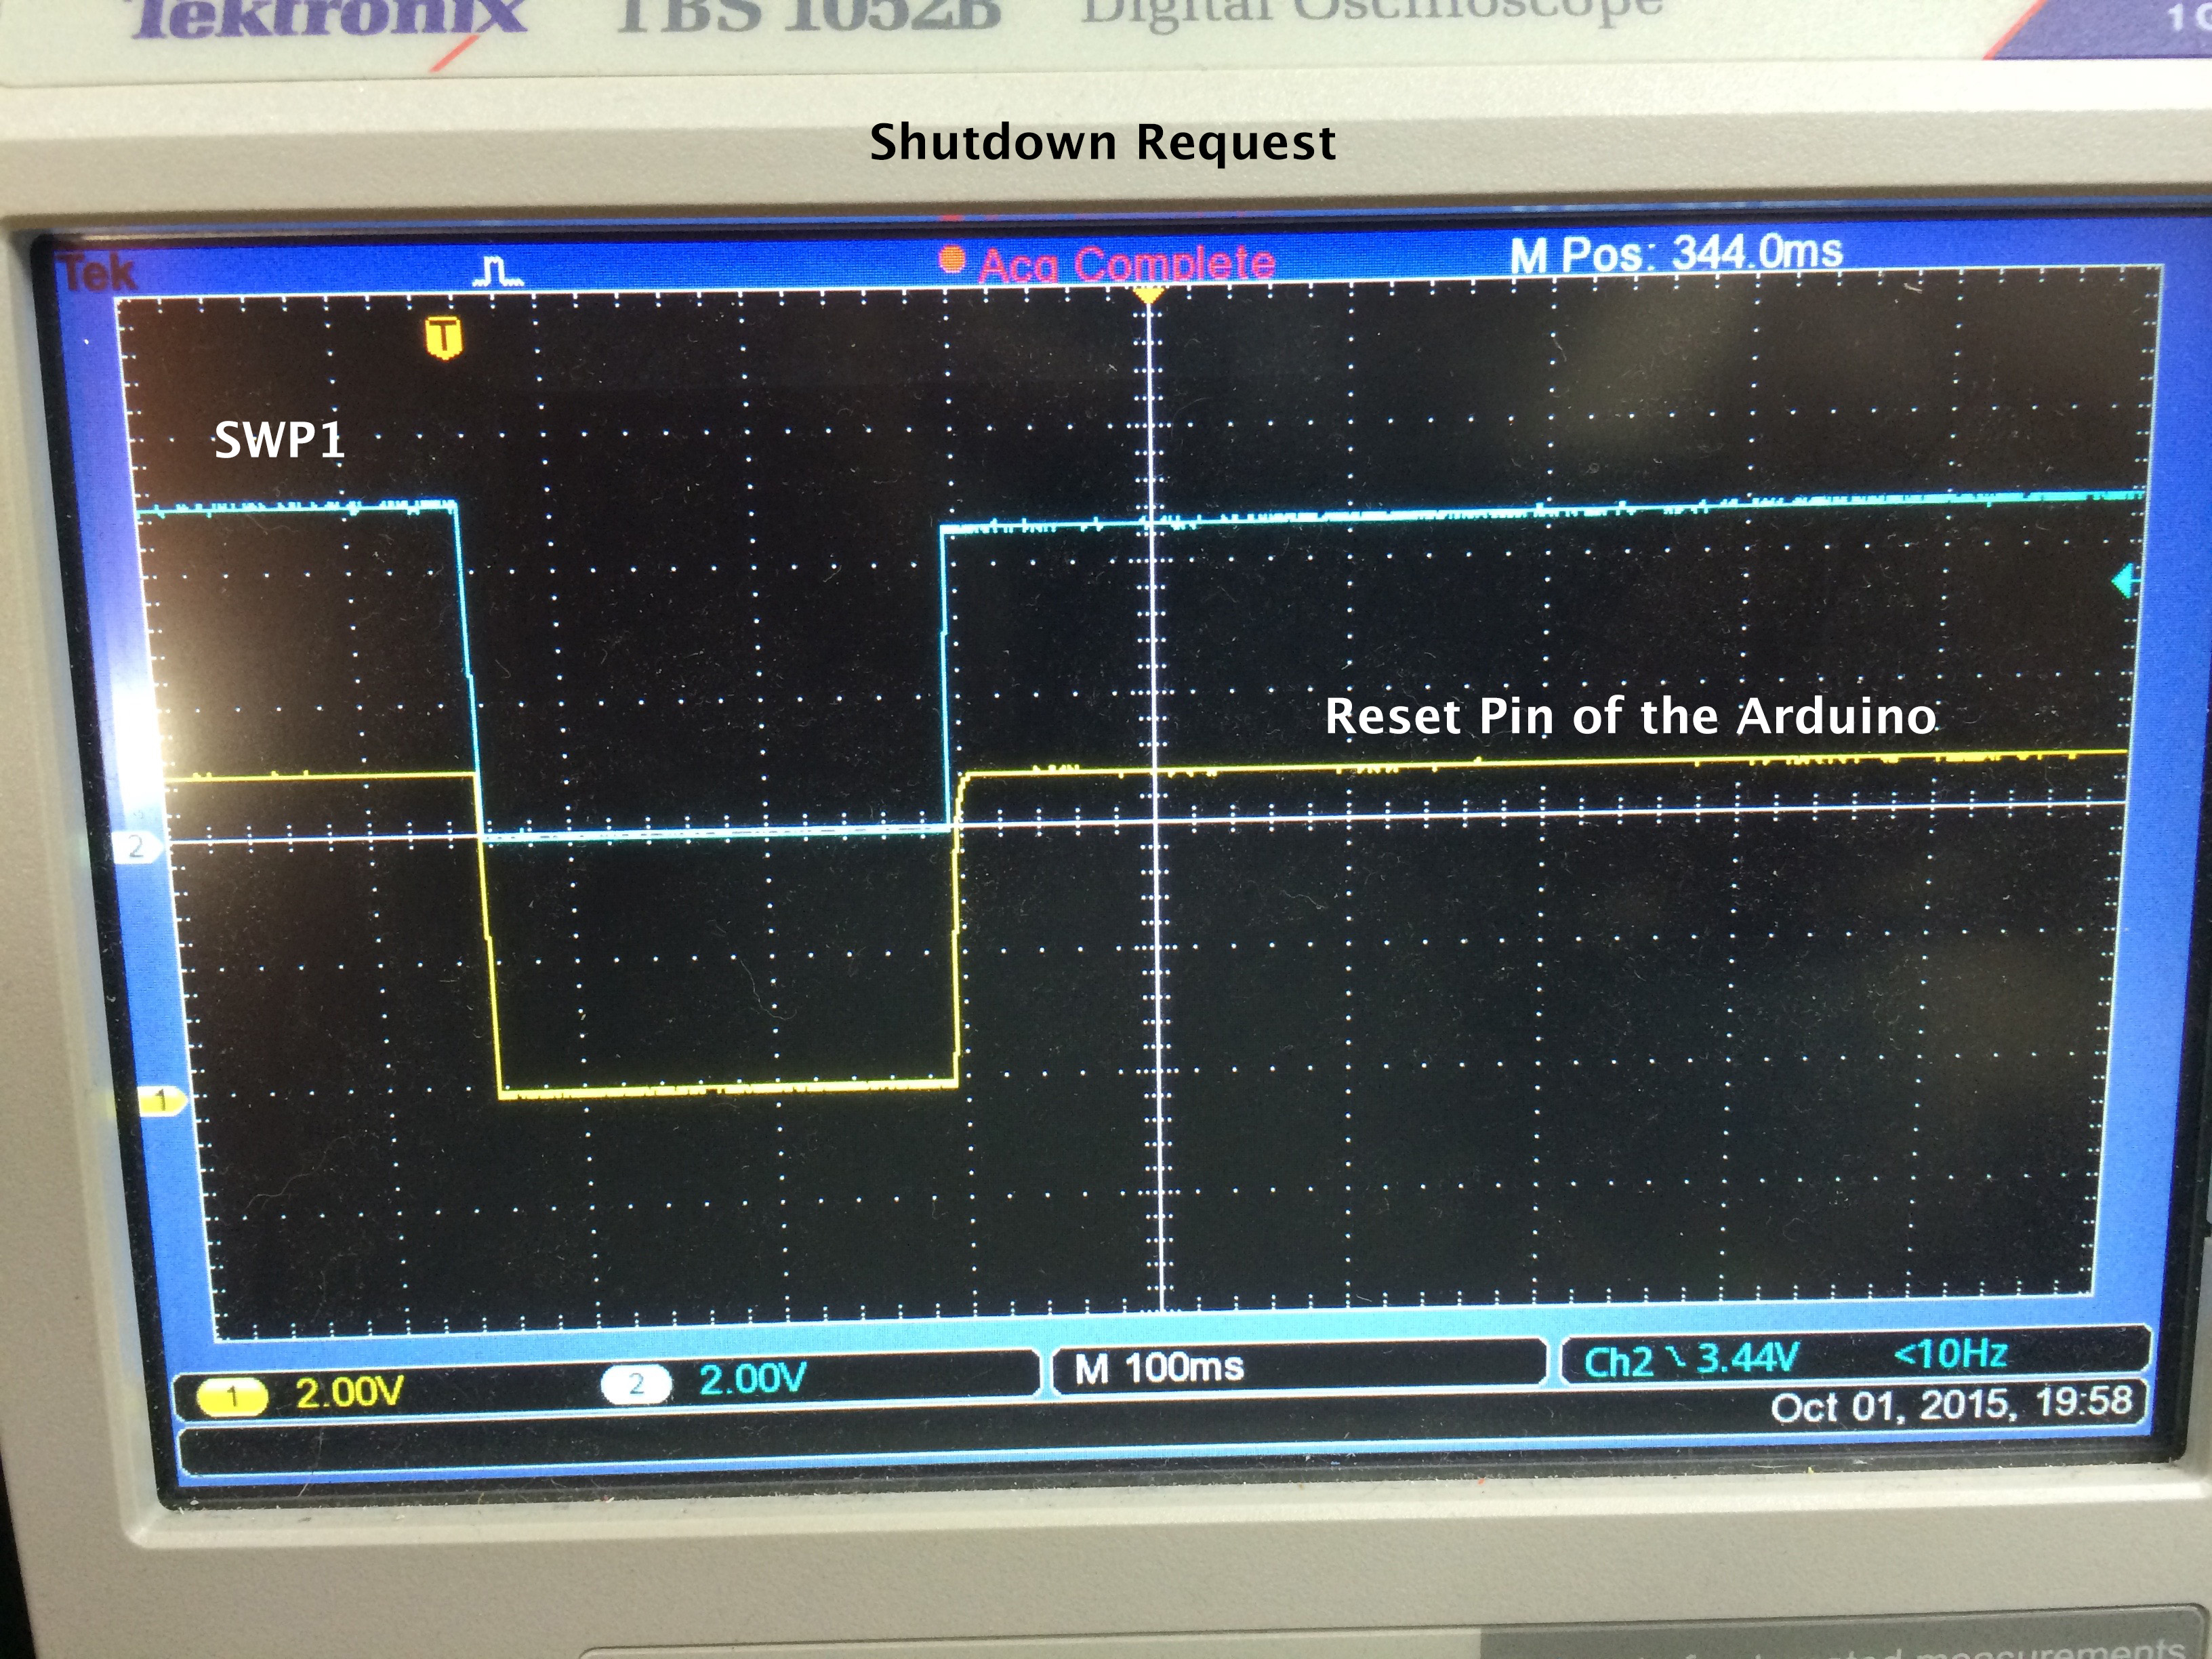 Tektronix TBS 1052B Digital Oscilloscope
Shutdown Request
Tek Acq Complete M Pos: 344.0ms
T
SWP1
Reset Pin of the Arduino
2
1
1 2.00V 2 2.00V M 100ms Ch2 3.44V <10Hz
Oct 01, 2015, 19:58
measurements